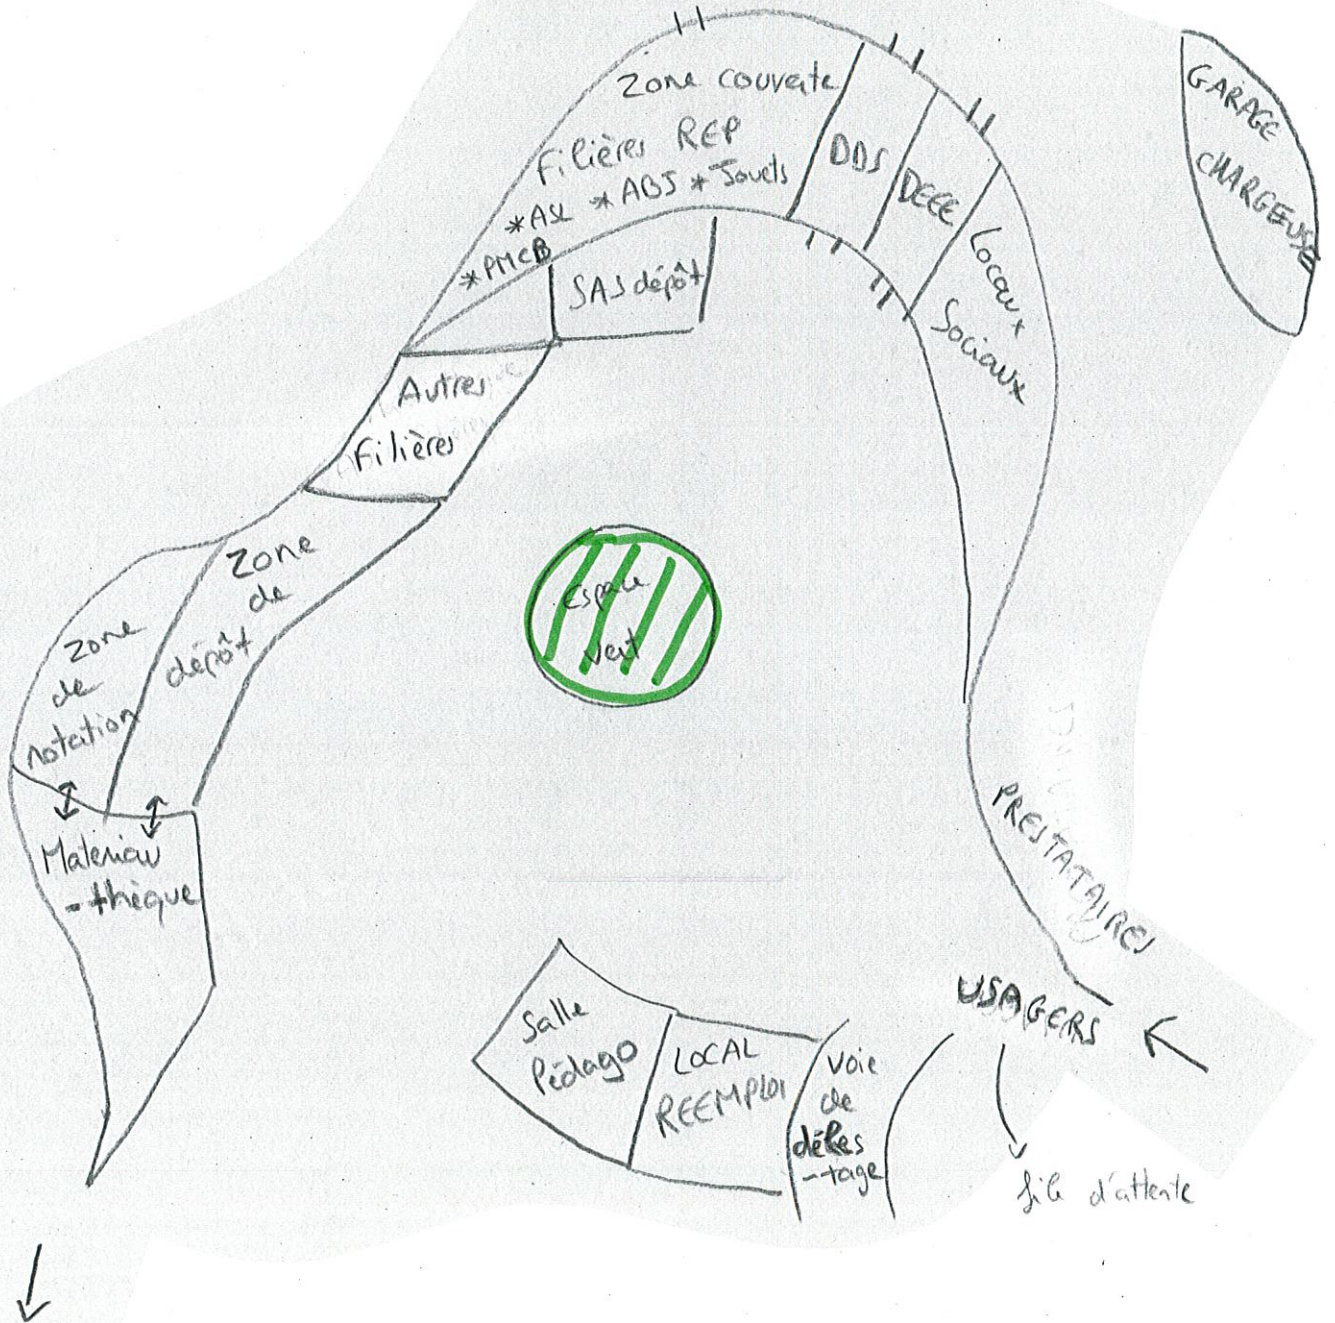 Zone couverte
Filières REP
*ASL *ABJ *Jouets
*PMCB
DDS
DEEE
Locaux
Sociaux
GARAGE
CHARGEUSE
SAS dépôt
Autres
Filières
Zone
de
dépôt
Zone
de
notation
Materiau
-thèque
Espace
vert
PRESTATAIRES
USAGERS
Salle
Pédago
LOCAL
REEMPLOI
voie
de
déles
-tage
file d'attente